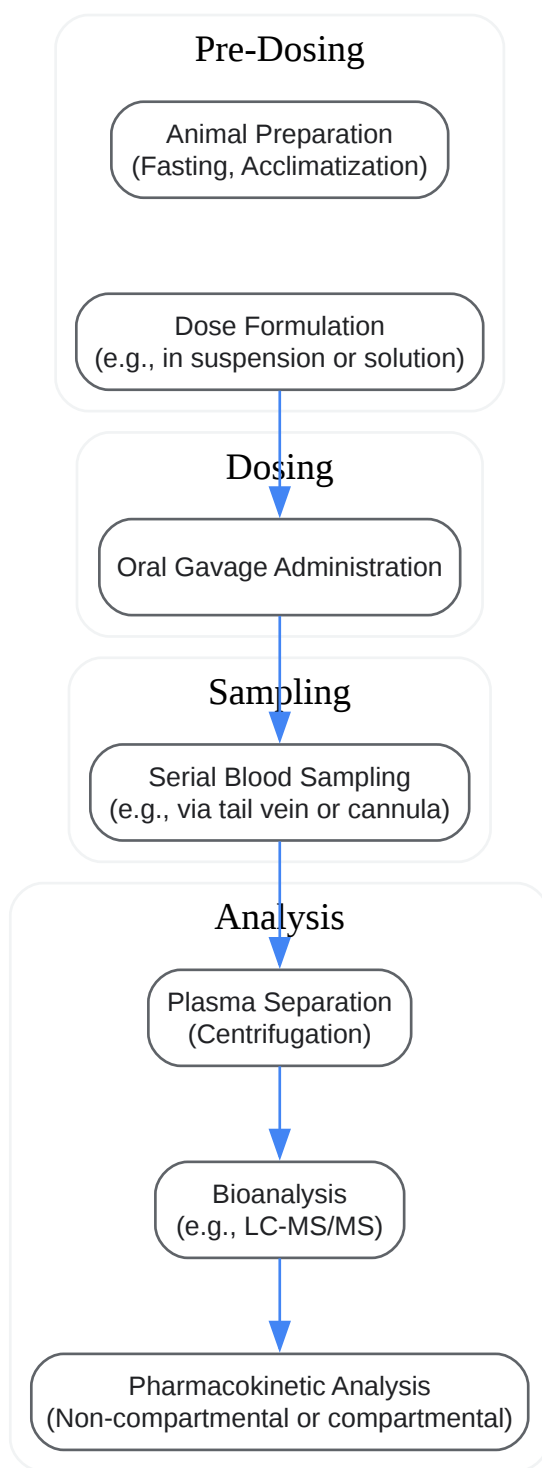 Pre-Dosing
Animal Preparation
(Fasting, Acclimatization)
Dose Formulation
(e.g., in suspension or solution)
Dosing
Oral Gavage Administration
Sampling
Serial Blood Sampling
(e.g., via tail vein or cannula)
Analysis
Plasma Separation
(Centrifugation)
Bioanalysis
(e.g., LC-MS/MS)
Pharmacokinetic Analysis
(Non-compartmental or compartmental)